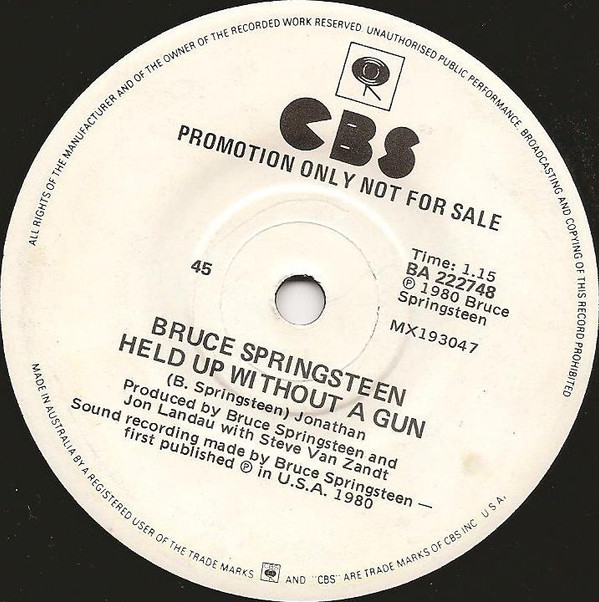 ALL RIGHTS OF THE MANUFACTURER AND OF THE OWNER OF THE RECORDED WORK RESERVED. UNAUTHORISED PUBLIC PERFORMANCE, BROADCASTING AND COPYING OF THIS RECORD PROHIBITED
CBS
PROMOTION ONLY NOT FOR SALE
45
Time: 1.15
BA 222748
℗ 1980 Bruce
Springsteen
MX193047
BRUCE SPRINGSTEEN
HELD UP WITHOUT A GUN
(B. Springsteen) Jonathan
Produced by Bruce Springsteen and
Jon Landau with Steve Van Zandt
Sound recording made by Bruce Springsteen —
first published ℗ in U.S.A. 1980
MADE IN AUSTRALIA BY A REGISTERED USER OF THE TRADE MARKS AND "CBS" ARE TRADE MARKS OF CBS INC U.S.A.